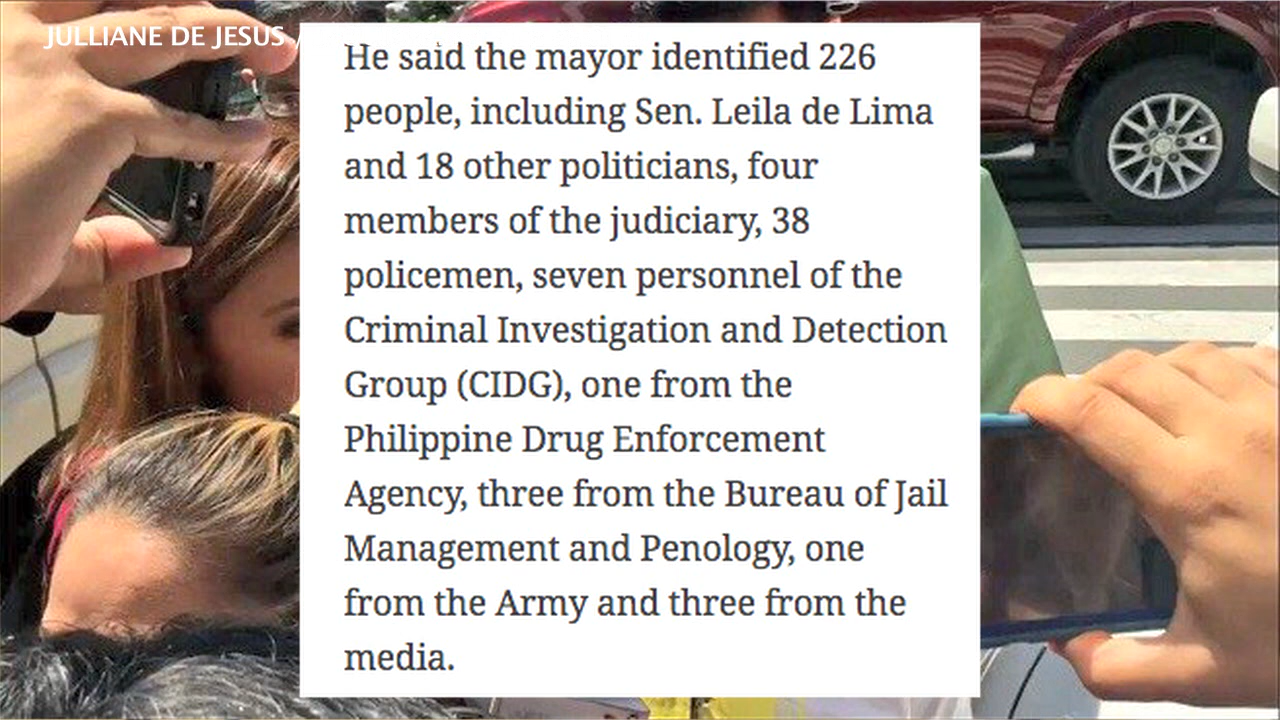 JULLIANE DE JESUS /
He said the mayor identified 226
people, including Sen. Leila de Lima
and 18 other politicians, four
members of the judiciary, 38
policemen, seven personnel of the
Criminal Investigation and Detection
Group (CIDG), one from the
Philippine Drug Enforcement
Agency, three from the Bureau of Jail
Management and Penology, one
from the Army and three from the
media.